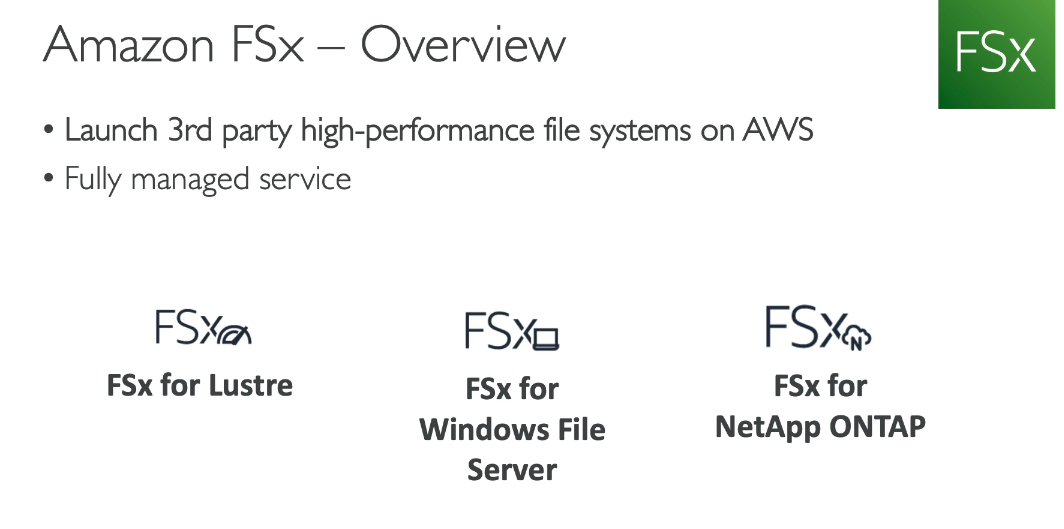 Amazon FSx – Overview
FSx
• Launch 3rd party high-performance file systems on AWS
• Fully managed service
FSx
FSx for Lustre
FSx
FSx for
Windows File
Server
FSx N
FSx for
NetApp ONTAP